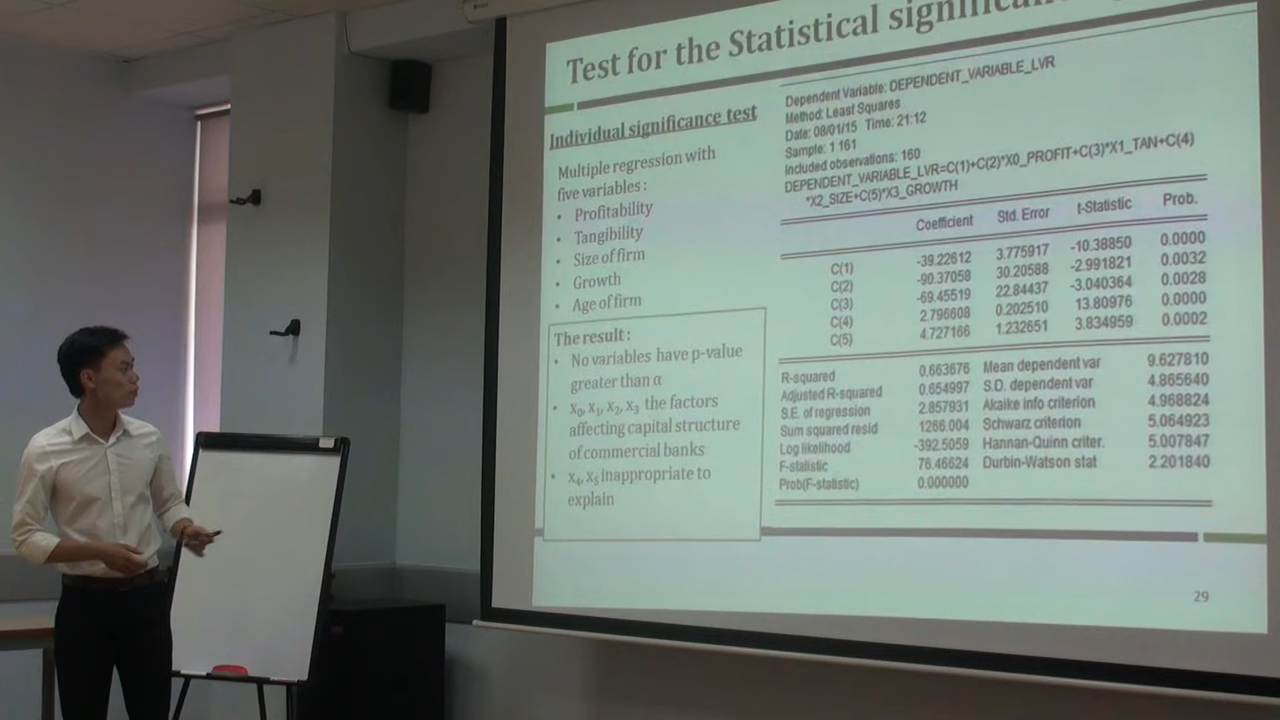 Test for the Statistical
Individual significance test
Multiple regression with
five variables :
• Profitability
• Tangibility
• Size of firm
• Growth
• Age of firm
The result :
• No variables have p-value
greater than α
• x₀, x₁, x₂, x₃ the factors
affecting capital structure
of commercial banks
• x₄, x₅ inappropriate to
explain
Dependent Variable: DEPENDENT_VARIABLE_LVR
Method: Least Squares
Date: 08/01/15 Time: 21:12
Sample: 1 161
Included observations: 160
DEPENDENT_VARIABLE_LVR=C(1)+C(2)*X0_PROFIT+C(3)*X1_TAN+C(4)
*X2_SIZE+C(5)*X3_GROWTH
Coefficient Std. Error t-Statistic Prob.
C(1) -39.22612 3.775917 -10.38850 0.0000
C(2) -90.37058 30.20588 -2.991821 0.0032
C(3) -69.45519 22.84437 -3.040364 0.0028
C(4) 2.796608 0.202510 13.80976 0.0000
C(5) 4.727166 1.232651 3.834959 0.0002
R-squared 0.663676 Mean dependent var 9.627810
Adjusted R-squared 0.654997 S.D. dependent var 4.865640
S.E. of regression 2.857931 Akaike info criterion 4.968824
Sum squared resid 1266.004 Schwarz criterion 5.064923
Log likelihood -392.5059 Hannan-Quinn criter. 5.007847
F-statistic 76.46624 Durbin-Watson stat 2.201840
Prob(F-statistic) 0.000000
29